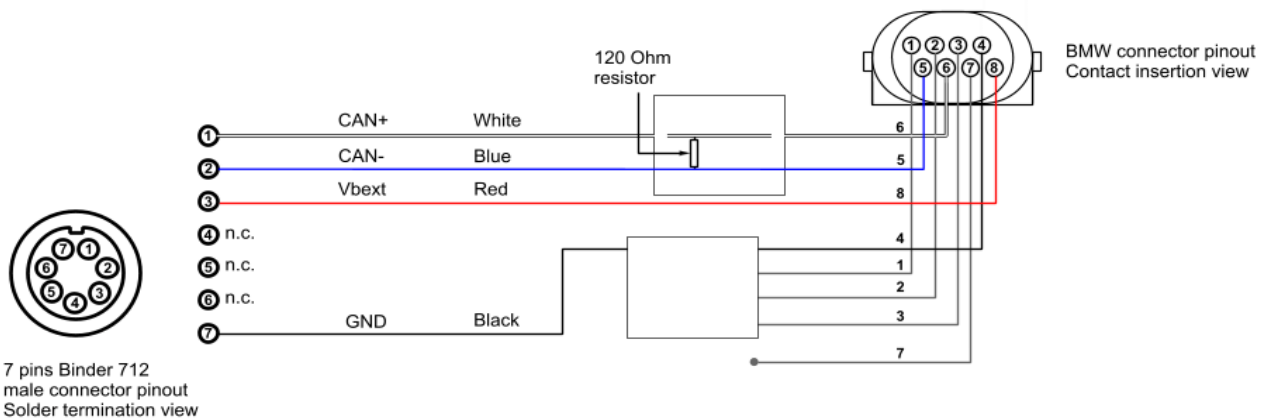 1 2 3 4
5 6 7 8
BMW connector pinout
Contact insertion view
120 Ohm
resistor
1 CAN+ White 6
2 CAN- Blue 5
3 Vbext Red 8
4 n.c. 4
5 n.c. 1
6 n.c. 2
7 GND Black 3
7
7 1
6 2
5 3
4
7 pins Binder 712
male connector pinout
Solder termination view